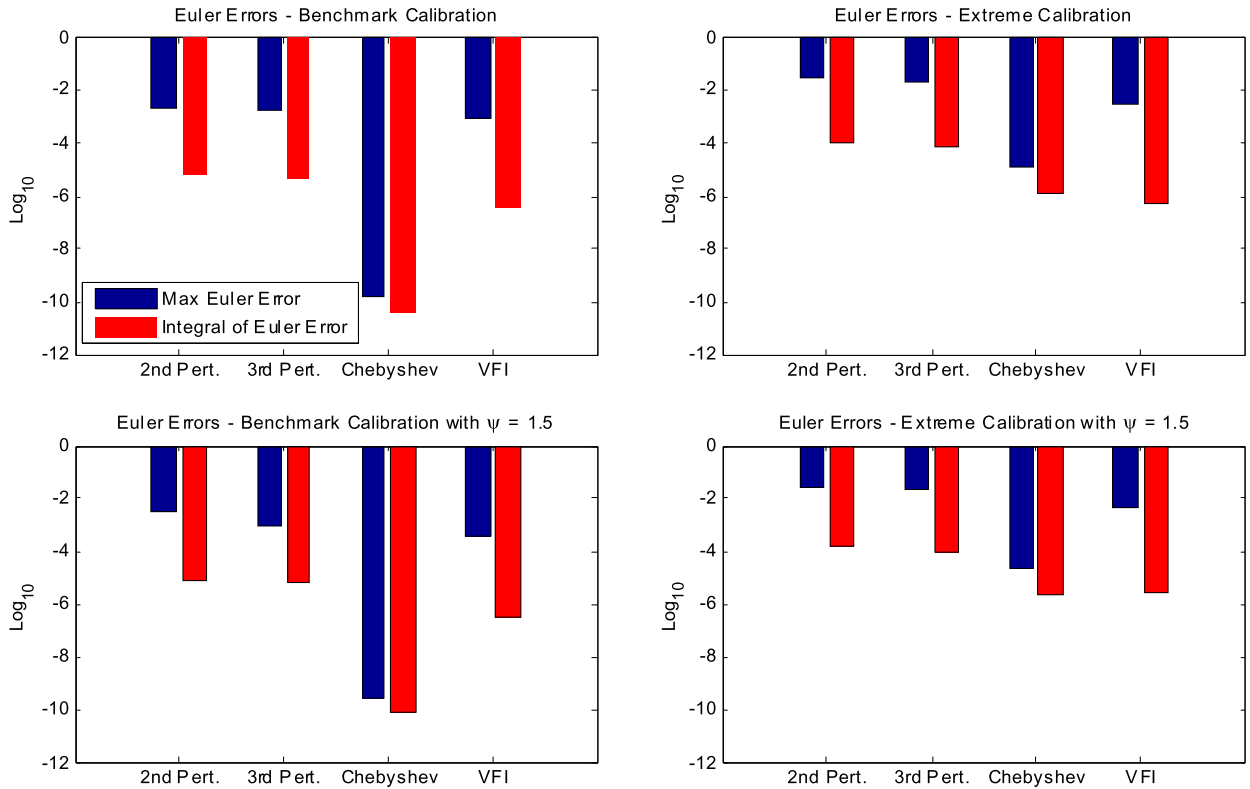 Euler Errors - Benchmark Calibration
0
-2
-4
-6
-8
-10
-12
Log10
Max Euler Error
Integral of Euler Error
2nd Pert. 3rd Pert. Chebyshev VFI
Euler Errors - Extreme Calibration
0
-2
-4
-6
-8
-10
-12
Log10
2nd Pert. 3rd Pert. Chebyshev VFI
Euler Errors - Benchmark Calibration with ψ = 1.5
0
-2
-4
-6
-8
-10
-12
Log10
2nd Pert. 3rd Pert. Chebyshev VFI
Euler Errors - Extreme Calibration with ψ = 1.5
0
-2
-4
-6
-8
-10
-12
Log10
2nd Pert. 3rd Pert. Chebyshev VFI